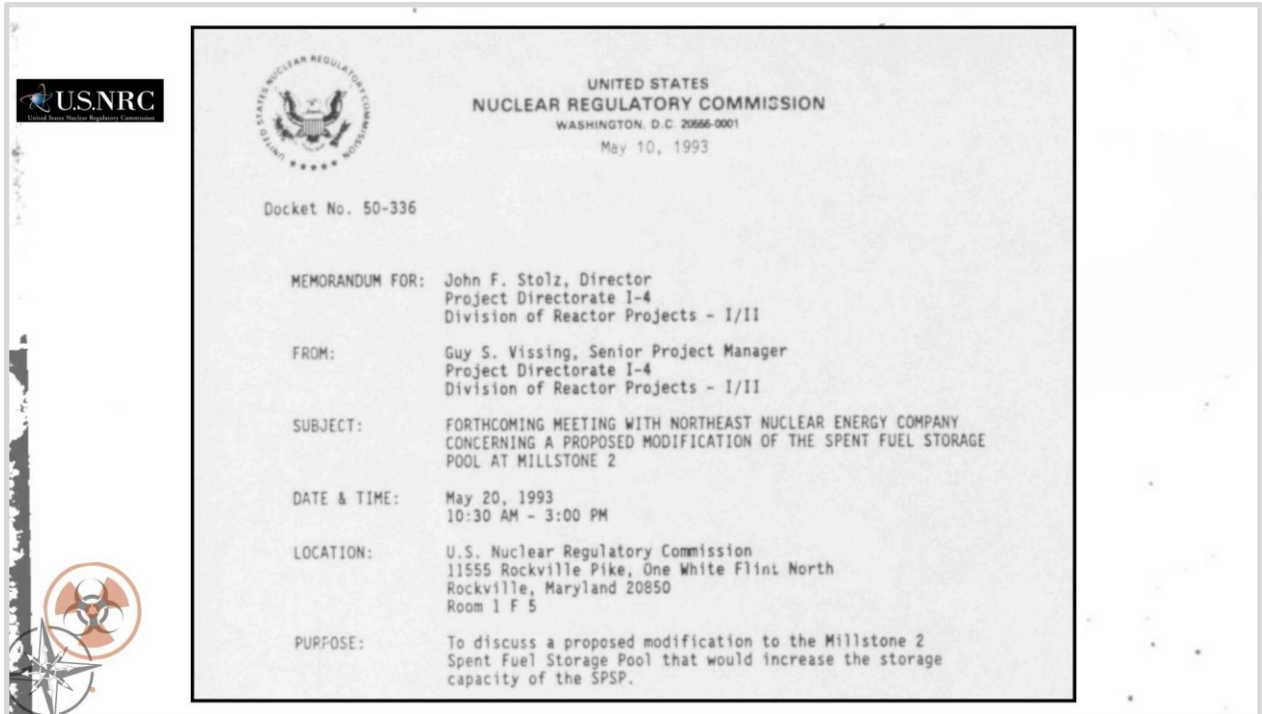 U.S.NRC
United States Nuclear Regulatory Commission
UNITED STATES NUCLEAR REGULATORY COMMISSION
UNITED STATES
NUCLEAR REGULATORY COMMISSION
WASHINGTON, D.C. 20555-0001
May 10, 1993
Docket No. 50-336
MEMORANDUM FOR: John F. Stolz, Director
Project Directorate I-4
Division of Reactor Projects - I/II
FROM: Guy S. Vissing, Senior Project Manager
Project Directorate I-4
Division of Reactor Projects - I/II
SUBJECT: FORTHCOMING MEETING WITH NORTHEAST NUCLEAR ENERGY COMPANY
CONCERNING A PROPOSED MODIFICATION OF THE SPENT FUEL STORAGE
POOL AT MILLSTONE 2
DATE & TIME: May 20, 1993
10:30 AM - 3:00 PM
LOCATION: U.S. Nuclear Regulatory Commission
11555 Rockville Pike, One White Flint North
Rockville, Maryland 20850
Room 1 F 5
PURPOSE: To discuss a proposed modification to the Millstone 2
Spent Fuel Storage Pool that would increase the storage
capacity of the SPSP.